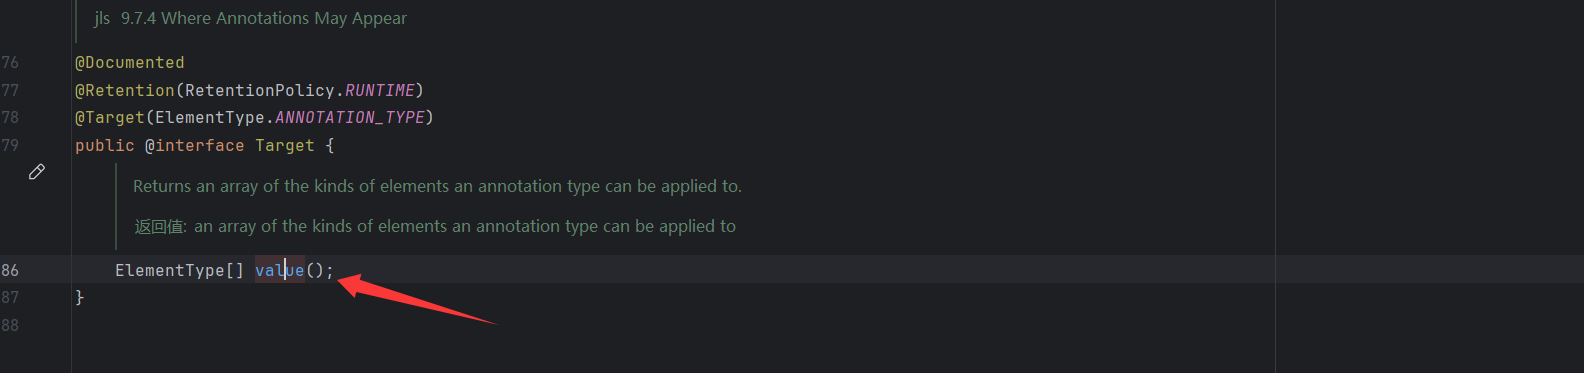 jls 9.7.4 Where Annotations May Appear
76 @Documented
77 @Retention(RetentionPolicy.RUNTIME)
78 @Target(ElementType.ANNOTATION_TYPE)
79 public @interface Target {
Returns an array of the kinds of elements an annotation type can be applied to.
返回值: an array of the kinds of elements an annotation type can be applied to
86 ElementType[] value();
87 }
88